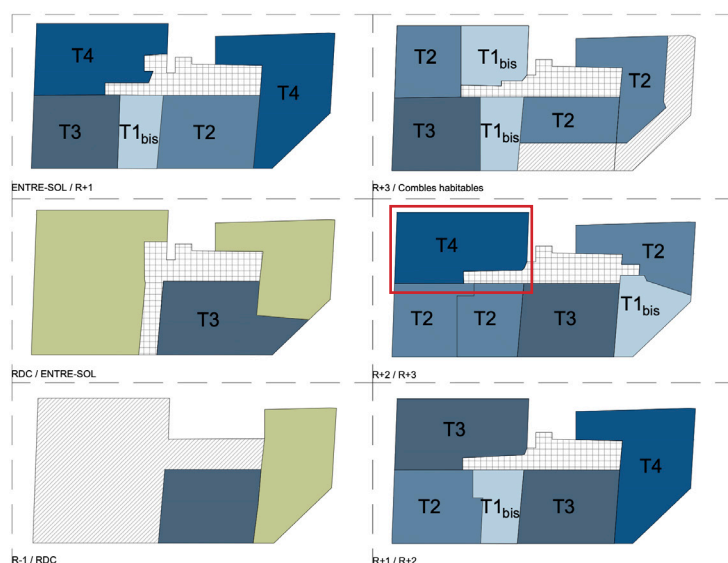 T4
T4
T3
T1bis
T2
ENTRE-SOL / R+1
T2
T1bis
T2
T3
T1bis
T2
R+3 / Combles habitables
T3
RDC / ENTRE-SOL
T4
T2
T1bis
T2
T2
T3
R+2 / R+3
R-1 / RDC
T3
T4
T2
T1bis
T3
R+1 / R+2